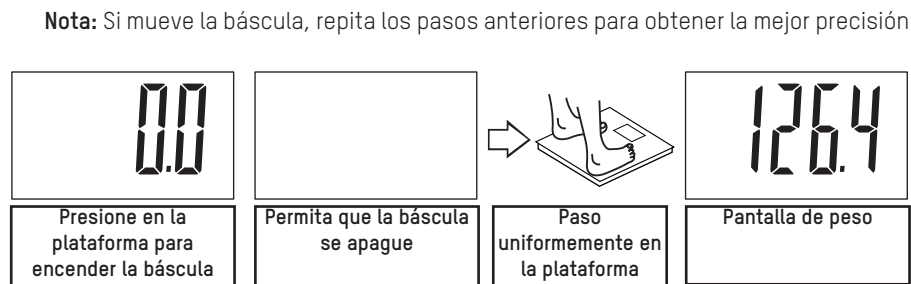 Nota: Si mueve la báscula, repita los pasos anteriores para obtener la mejor precisión
0.0
126.4
Presione en la
plataforma para
encender la báscula
Permita que la báscula
se apague
Paso
uniformemente en
la plataforma
Pantalla de peso